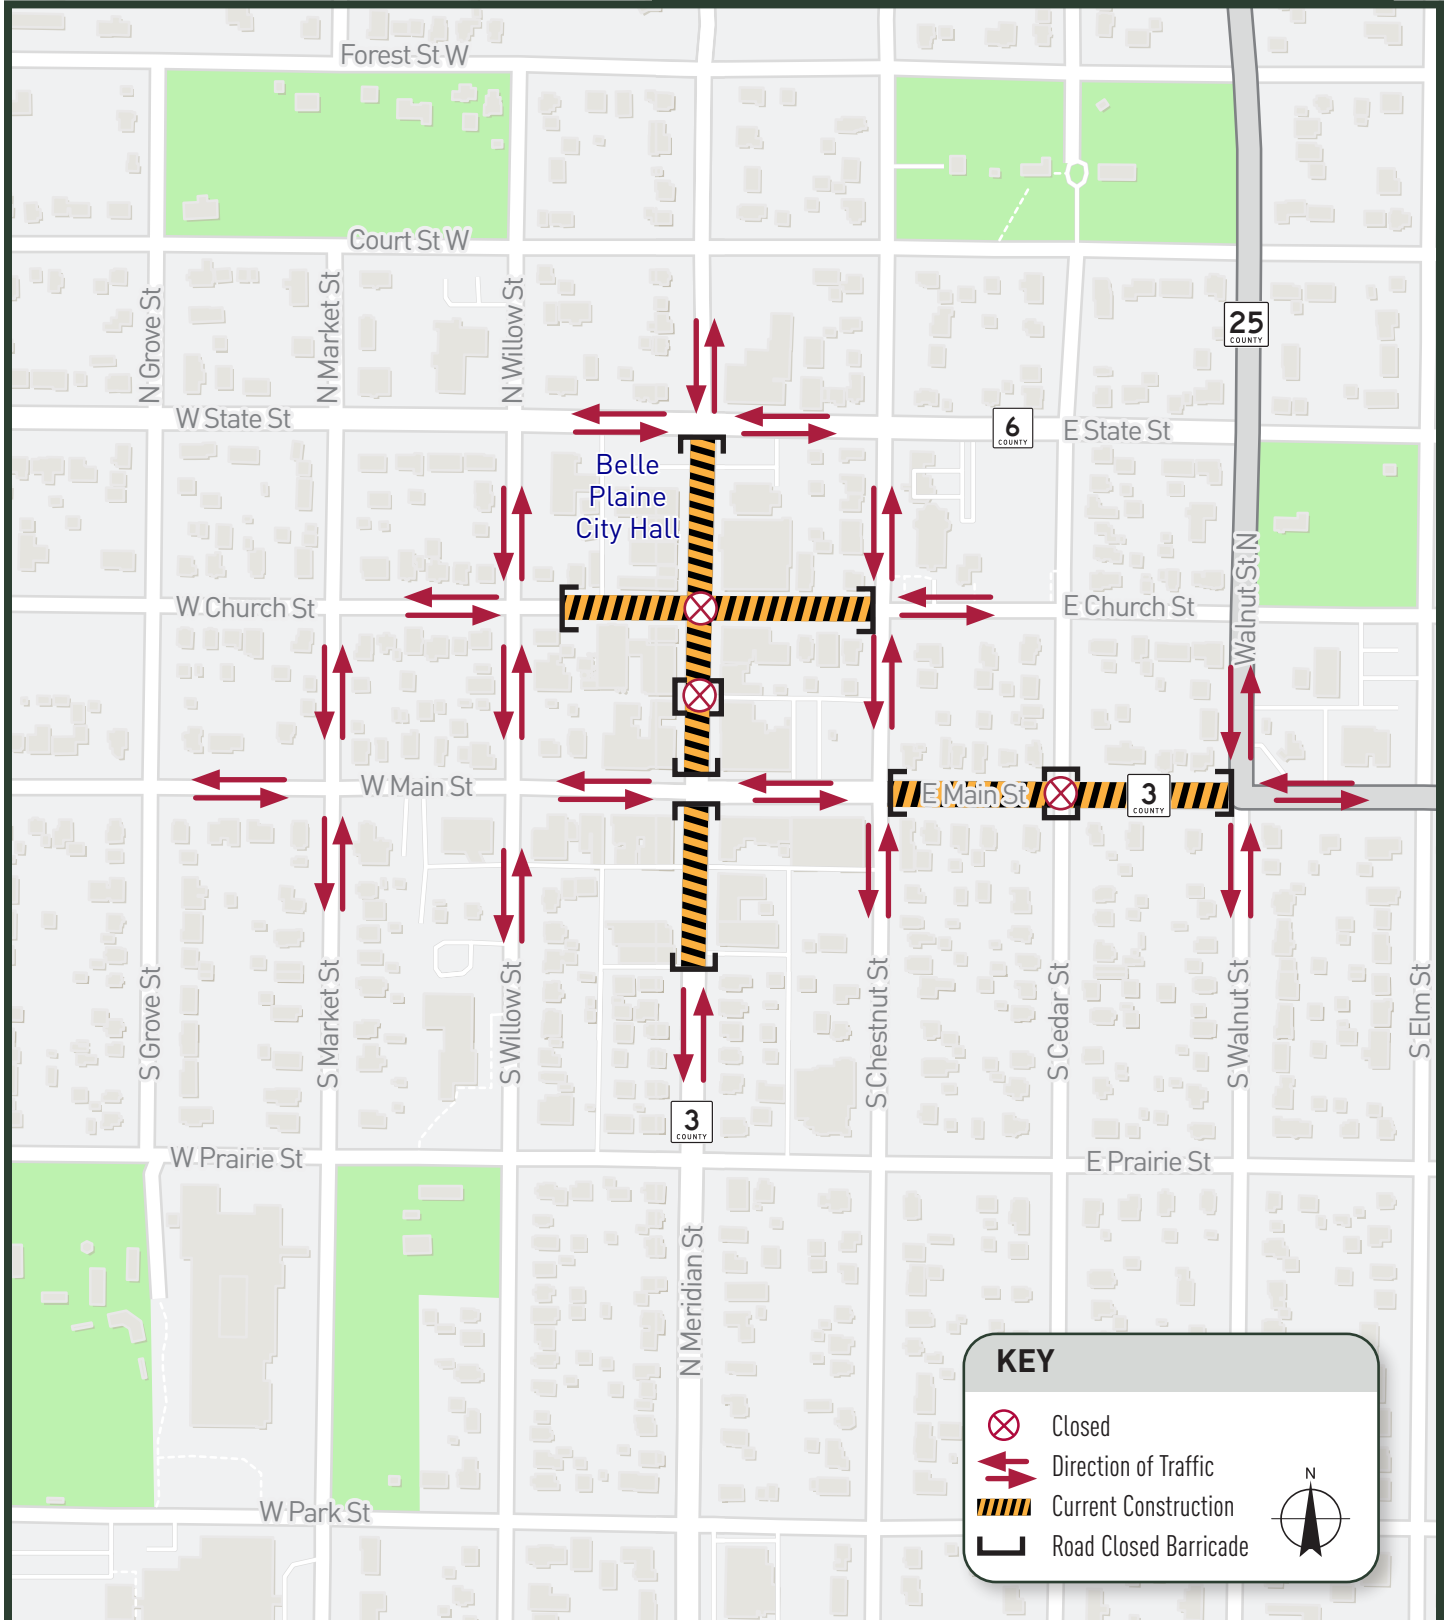 Forest St W
Court St W
N Grove St
N Market St
N Willow St
25
COUNTY
W State St
6
COUNTY
E State St
Belle
Plaine
City Hall
Walnut St N
W Church St
E Church St
W Main St
E Main St
3
COUNTY
S Grove St
S Market St
S Willow St
S Chestnut St
S Cedar St
S Walnut St
S Elm St
3
COUNTY
W Prairie St
E Prairie St
N Meridian St
W Park St
KEY
Closed
Direction of Traffic
Current Construction
Road Closed Barricade
N